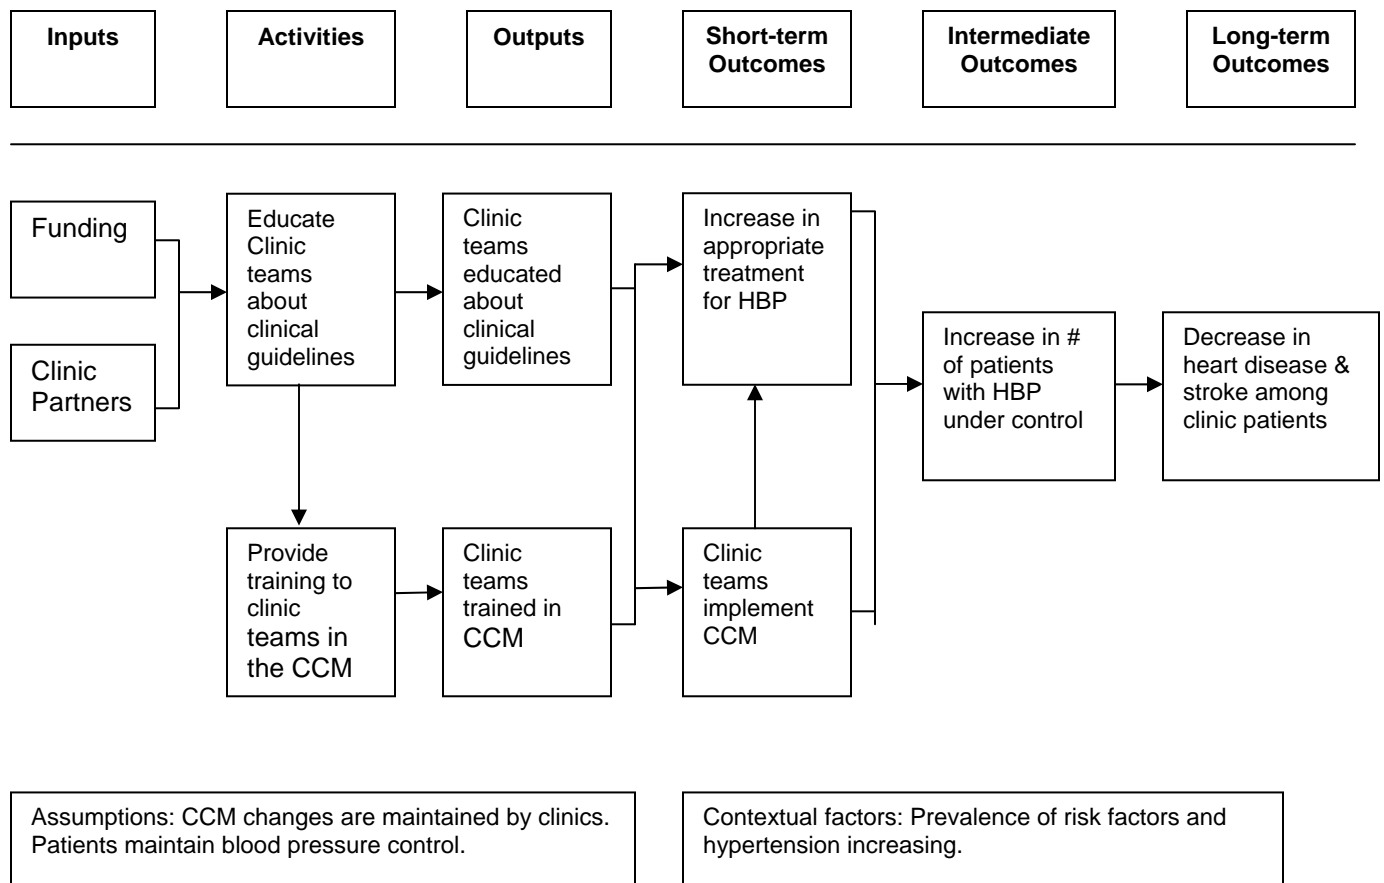 Inputs
Activities
Outputs
Short-term
Outcomes
Intermediate
Outcomes
Long-term
Outcomes
Funding
Clinic
Partners
Educate
Clinic
teams
about
clinical
guidelines
Clinic
teams
educated
about
clinical
guidelines
Increase in
appropriate
treatment
for HBP
Increase in #
of patients
with HBP
under control
Decrease in
heart disease &
stroke among
clinic patients
Provide
training to
clinic
teams in
the CCM
Clinic
teams
trained in
CCM
Clinic
teams
implement
CCM
Assumptions: CCM changes are maintained by clinics.
Patients maintain blood pressure control.
Contextual factors: Prevalence of risk factors and
hypertension increasing.